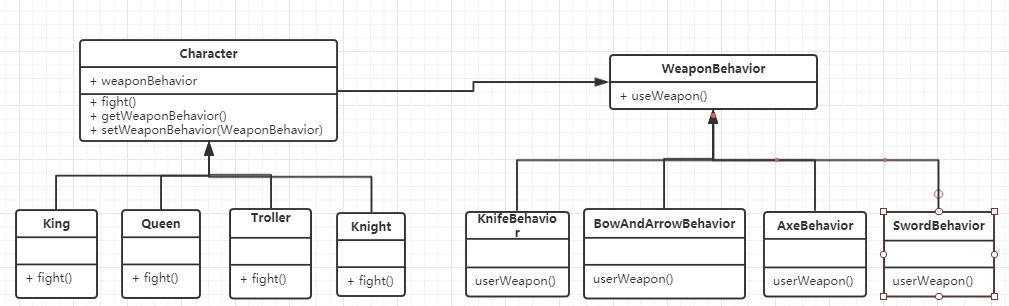 Character
+ weaponBehavior
+ fight()
+ getWeaponBehavior()
+ setWeaponBehavior(WeaponBehavior)
WeaponBehavior
+ useWeapon()
King
+ fight()
Queen
+ fight()
Troller
+ fight()
Knight
+ fight()
KnifeBehavio
r
userWeapon()
BowAndArrowBehavior
userWeapon()
AxeBehavior
userWeapon()
SwordBehavior
userWeapon()